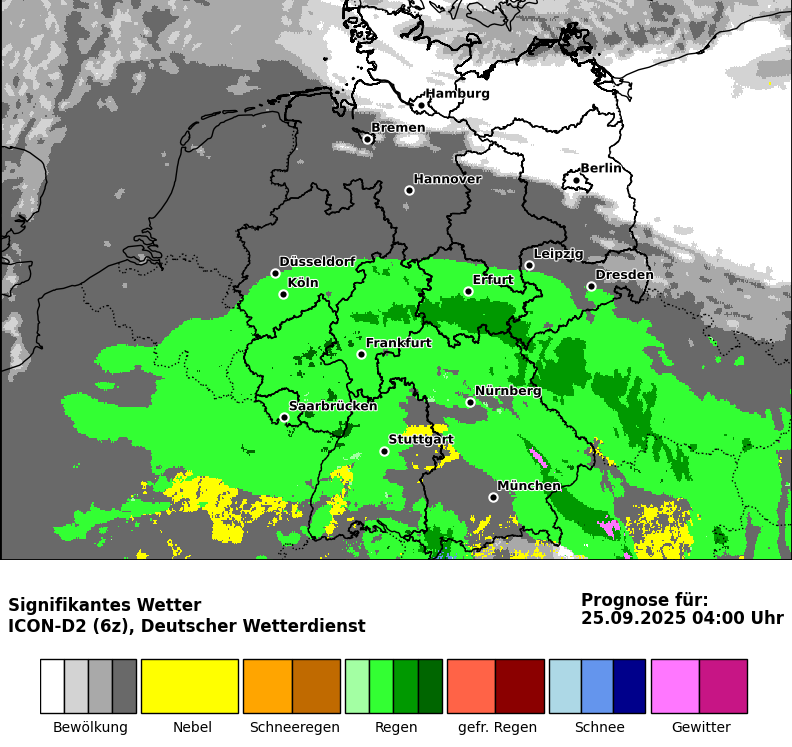 Hamburg
Bremen
Berlin
Hannover
Düsseldorf
Leipzig
Köln
Erfurt
Dresden
Frankfurt
Nürnberg
Saarbrücken
Stuttgart
München
Signifikantes Wetter
ICON-D2 (6z), Deutscher Wetterdienst
Prognose für:
25.09.2025 04:00 Uhr
Bewölkung
Nebel
Schneeregen
Regen
gefr. Regen
Schnee
Gewitter